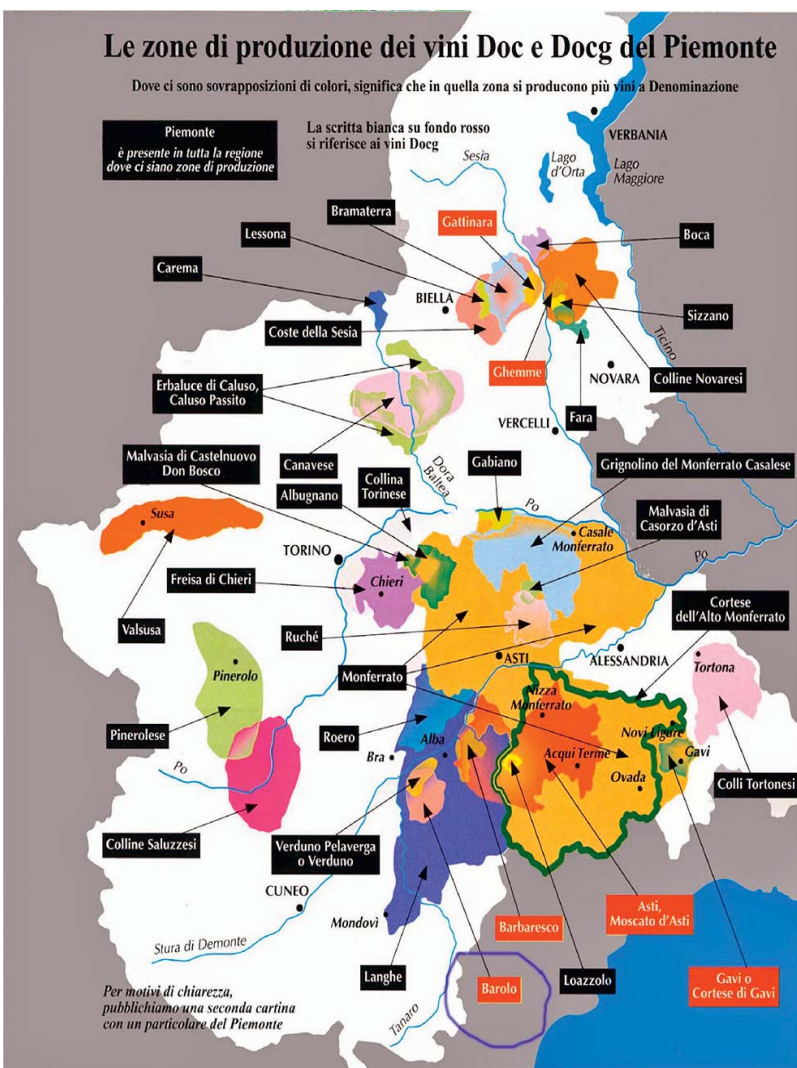 Le zone di produzione dei vini Doc e Docg del Piemonte
Dove ci sono sovrapposizioni di colori, significa che in quella zona si producono più vini a Denominazione
Piemonte
è presente in tutta la regione
dove ci siano zone di produzione
La scritta bianca su fondo rosso
si riferisce ai vini Docg
VERBANIA
Sesia
Lago
d'Orta
Lago
Maggiore
Bramaterra
Gattinara
Lessona
Boca
Carema
BIELLA
Sizzano
Coste della Sesia
Ticino
Ghemme
NOVARA
Colline Novaresi
Erbaluce di Caluso,
Caluso Passito
Fara
VERCELLI
Malvasia di Castelnuovo
Don Bosco
Canavese
Dora
Baltea
Gabiano
Grignolino del Monferrato Casalese
Albugnano
Collina
Torinese
Malvasia di
Casorzo d'Asti
Po
Susa
Casale
Monferrato
TORINO
Po
Freisa di Chieri
Chieri
Valsusa
Ruché
Cortese
dell'Alto Monferrato
ASTI
ALESSANDRIA
Tortona
Pinerolo
Monferrato
Nizza
Monferrato
Pinerolese
Roero
Novi Ligure
Alba
Bra
Acqui Terme
Gavi
Po
Ovada
Colli Tortonesi
Colline Saluzzesi
Verduno Pelaverga
o Verduno
CUNEO
Mondovì
Barbaresco
Asti,
Moscato d'Asti
Stura di Demonte
Langhe
Barolo
Loazzolo
Gavi o
Cortese di Gavi
Per motivi di chiarezza,
pubblichiamo una seconda cartina
con un particolare del Piemonte
Tanaro